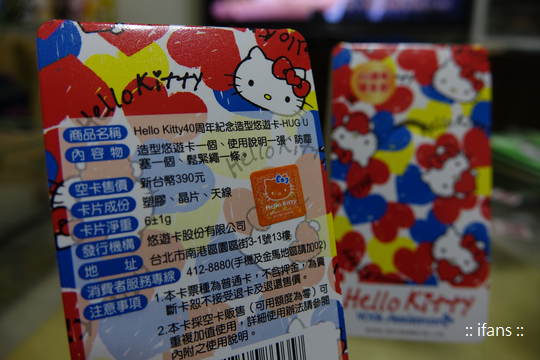 Hello Kitty
商品名稱 Hello Kitty40周年紀念造型悠遊卡-HUG U
內容物 造型悠遊卡一個、使用說明一張、防塵
塞一個、鬆緊繩一條。
空卡售價 新台幣390元
卡片成份 塑膠、晶片、天線
卡片淨重 6±1g
發行機構 悠遊卡股份有限公司
地址 台北市南港區園區街3-1號13樓
消費者服務專線 412-8880(手機及金馬地區請加02)
注意事項 1.本卡票種為普通卡，不含押金，為賣
斷卡恕不接受退卡及退還售價。
2.本卡採空卡販售（可用額度為零）可
重複加值使用，詳細使用辦法請參閱
內附之使用說明。
Hello Kitty
Hello Kitty
Hello Kitty
:: ifans ::